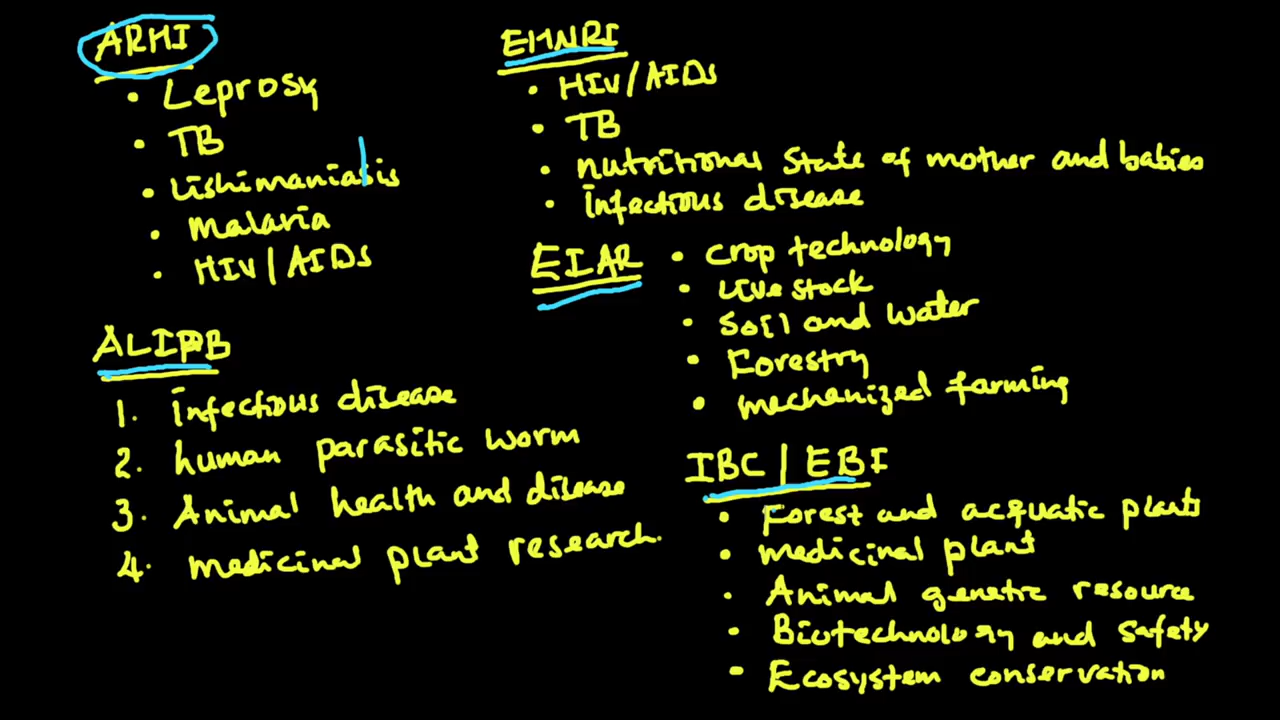 ARMI
• Leprosy
• TB
• Lishimaniasis
• Malaria
• HIV/AIDS
ALIPB
1. infectious disease
2. human parasitic worm
3. Animal health and disease
4. medicinal plant research.
EHNRI
• HIV/AIDS
• TB
• nutritional state of mother and babies
• infectious disease
EIAR
• crop technology
• Live stock
• Soil and water
• Forestry
• mechanized farming
IBC/EBI
• Forest and acquatic plants
• medicinal plant
• Animal genetic resource
• Biotechnology and safety
• Ecosystem conservation